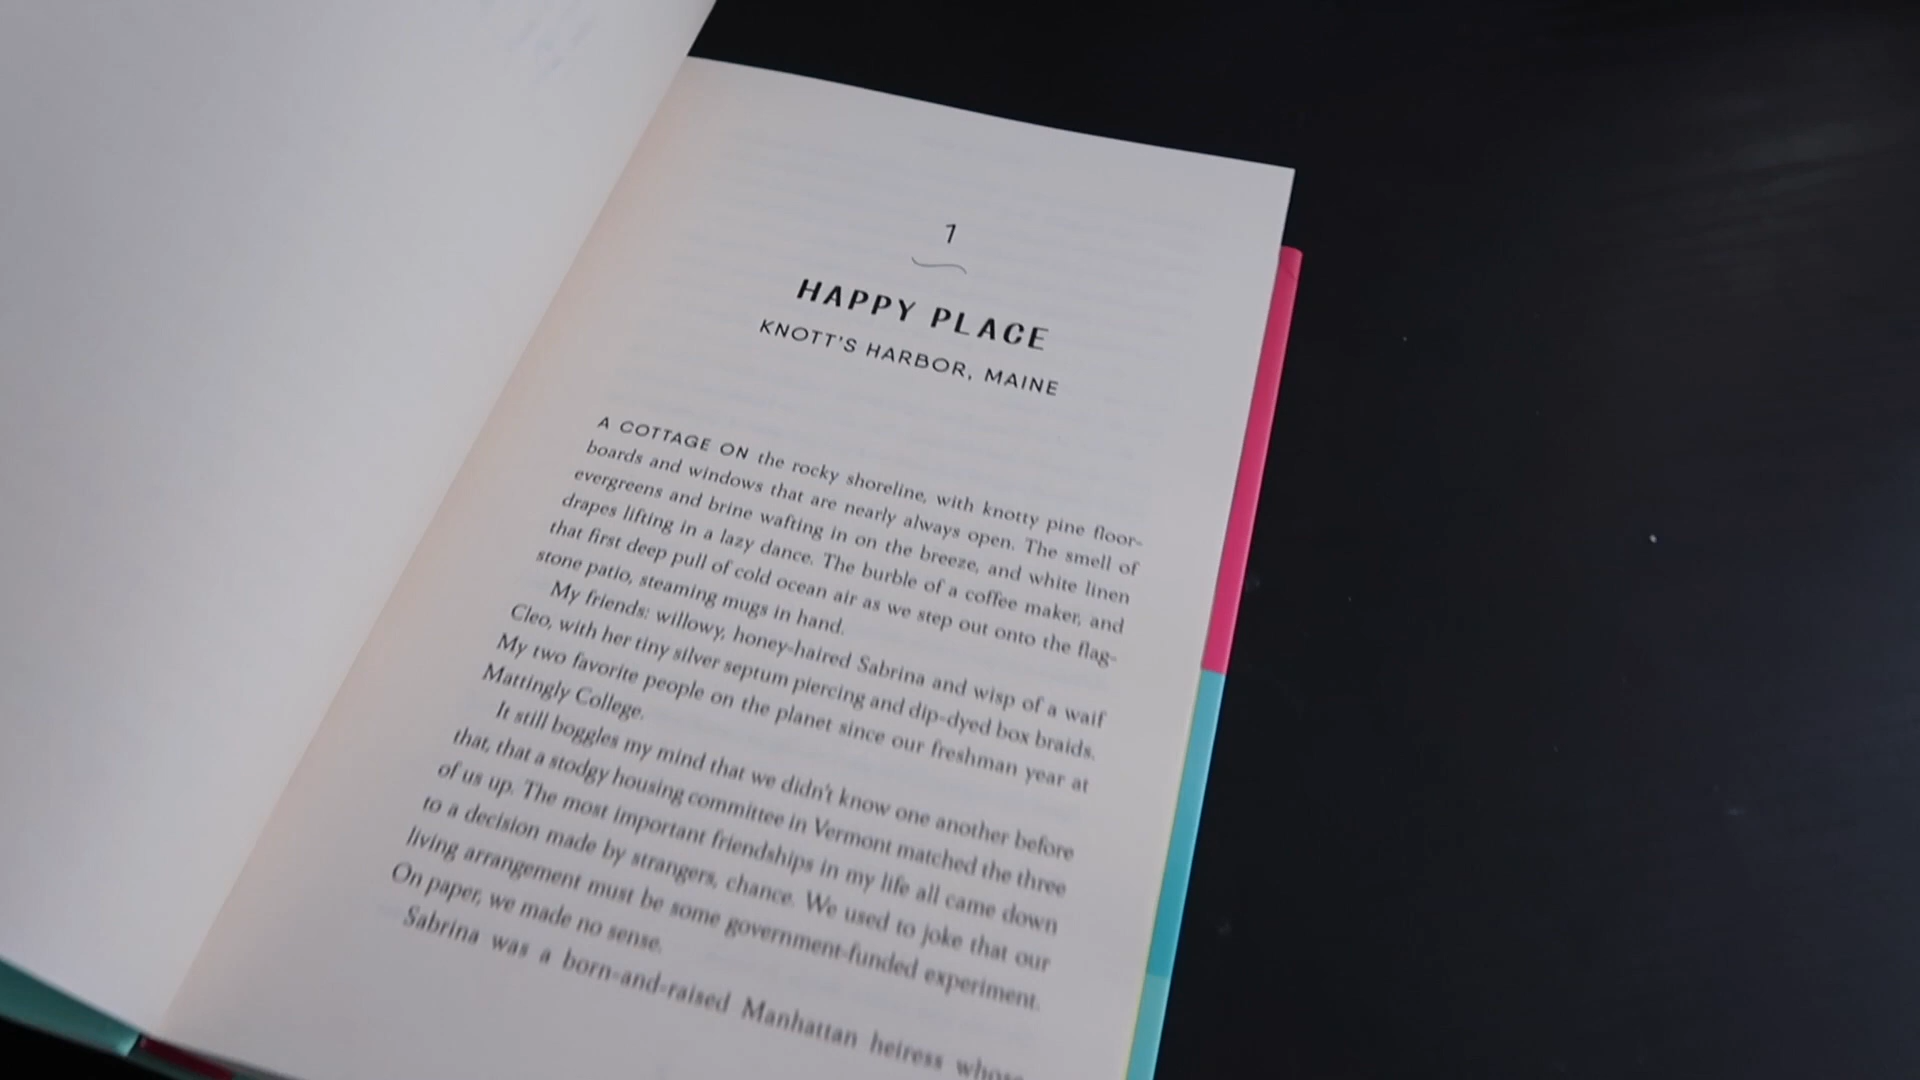 1
HAPPY PLACE
KNOTT'S HARBOR, MAINE
A COTTAGE ON the rocky shoreline, with knotty pine floor-
boards and windows that are nearly always open. The smell of
evergreens and brine wafting in on the breeze, and white linen
drapes lifting in a lazy dance. The burble of a coffee maker, and
that first deep pull of cold ocean air as we step out onto the flag-
stone patio, steaming mugs in hand.
My friends: willowy, honey-haired Sabrina and wisp of a waif
Cleo, with her tiny silver septum piercing and dip-dyed box braids.
My two favorite people on the planet since our freshman year at
Mattingly College.
It still boggles my mind that we didn't know one another before
that, that a stodgy housing committee in Vermont matched the three
of us up. The most important friendships in my life all came down
to a decision made by strangers, chance. We used to joke that our
living arrangement must be some government-funded experiment.
On paper, we made no sense.
Sabrina was a born-and-raised Manhattan heiress whose